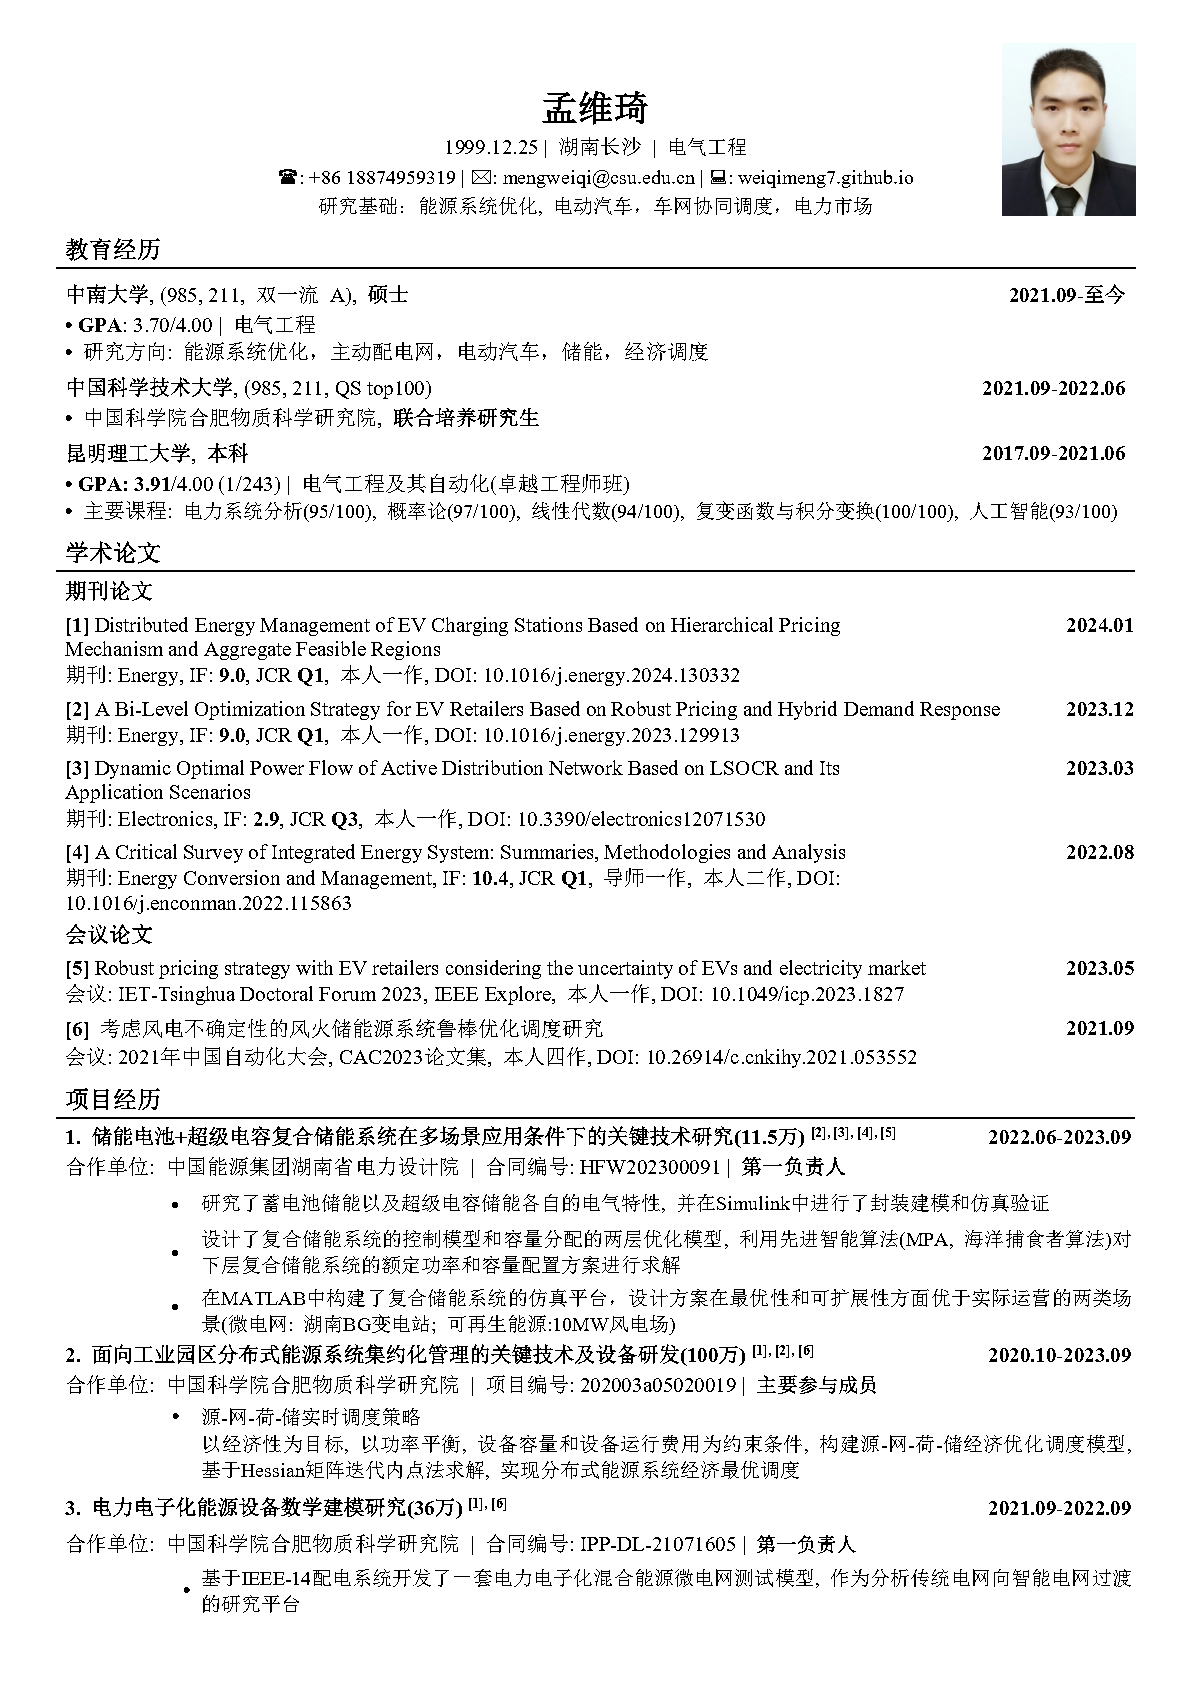 孟维琦
1999.12.25 | 湖南长沙 | 电气工程
☎: +86 18874959319 | ✉: mengweiqi@csu.edu.cn | 💻: weiqimeng7.github.io
研究基础：能源系统优化, 电动汽车，车网协同调度，电力市场
教育经历
中南大学, (985, 211, 双一流 A), 硕士 2021.09-至今
• GPA: 3.70/4.00 | 电气工程
• 研究方向: 能源系统优化，主动配电网，电动汽车，储能，经济调度
中国科学技术大学, (985, 211, QS top100) 2021.09-2022.06
• 中国科学院合肥物质科学研究院, 联合培养研究生
昆明理工大学, 本科 2017.09-2021.06
• GPA: 3.91/4.00 (1/243) | 电气工程及其自动化(卓越工程师班)
• 主要课程: 电力系统分析(95/100), 概率论(97/100), 线性代数(94/100), 复变函数与积分变换(100/100), 人工智能(93/100)
学术论文
期刊论文
[1] Distributed Energy Management of EV Charging Stations Based on Hierarchical Pricing 2024.01
Mechanism and Aggregate Feasible Regions
期刊: Energy, IF: 9.0, JCR Q1, 本人一作, DOI: 10.1016/j.energy.2024.130332
[2] A Bi-Level Optimization Strategy for EV Retailers Based on Robust Pricing and Hybrid Demand Response 2023.12
期刊: Energy, IF: 9.0, JCR Q1, 本人一作, DOI: 10.1016/j.energy.2023.129913
[3] Dynamic Optimal Power Flow of Active Distribution Network Based on LSOCR and Its 2023.03
Application Scenarios
期刊: Electronics, IF: 2.9, JCR Q3, 本人一作, DOI: 10.3390/electronics12071530
[4] A Critical Survey of Integrated Energy System: Summaries, Methodologies and Analysis 2022.08
期刊: Energy Conversion and Management, IF: 10.4, JCR Q1, 导师一作, 本人二作, DOI:
10.1016/j.enconman.2022.115863
会议论文
[5] Robust pricing strategy with EV retailers considering the uncertainty of EVs and electricity market 2023.05
会议: IET-Tsinghua Doctoral Forum 2023, IEEE Explore, 本人一作, DOI: 10.1049/icp.2023.1827
[6] 考虑风电不确定性的风火储能源系统鲁棒优化调度研究 2021.09
会议: 2021年中国自动化大会, CAC2023论文集, 本人四作, DOI: 10.26914/c.cnkihy.2021.053552
项目经历
1. 储能电池+超级电容复合储能系统在多场景应用条件下的关键技术研究(11.5万) [2], [3], [4], [5] 2022.06-2023.09
合作单位: 中国能源集团湖南省电力设计院 | 合同编号: HFW202300091 | 第一负责人
• 研究了蓄电池储能以及超级电容储能各自的电气特性, 并在Simulink中进行了封装建模和仿真验证
• 设计了复合储能系统的控制模型和容量分配的两层优化模型, 利用先进智能算法(MPA, 海洋捕食者算法)对
下层复合储能系统的额定功率和容量配置方案进行求解
• 在MATLAB中构建了复合储能系统的仿真平台，设计方案在最优性和可扩展性方面优于实际运营的两类场
景(微电网: 湖南BG变电站; 可再生能源:10MW风电场)
2. 面向工业园区分布式能源系统集约化管理的关键技术及设备研发(100万) [1], [2], [6] 2020.10-2023.09
合作单位: 中国科学院合肥物质科学研究院 | 项目编号: 202003a05020019 | 主要参与成员
• 源-网-荷-储实时调度策略
以经济性为目标, 以功率平衡, 设备容量和设备运行费用为约束条件, 构建源-网-荷-储经济优化调度模型,
基于Hessian矩阵迭代内点法求解, 实现分布式能源系统经济最优调度
3. 电力电子化能源设备数学建模研究(36万) [1], [6] 2021.09-2022.09
合作单位: 中国科学院合肥物质科学研究院 | 合同编号: IPP-DL-21071605 | 第一负责人
• 基于IEEE-14配电系统开发了一套电力电子化混合能源微电网测试模型, 作为分析传统电网向智能电网过渡
的研究平台